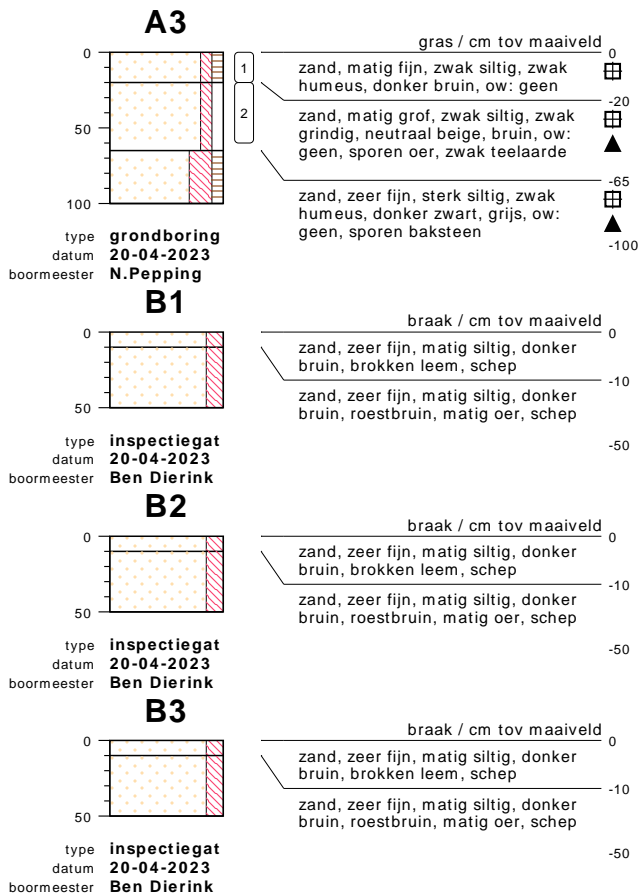 A3
gras / cm tov maaiveld
0
0
1
zand, matig fijn, zwak siltig, zwak
humeus, donker bruin, ow: geen
-20
2
zand, matig grof, zwak siltig, zwak
grindig, neutraal beige, bruin, ow:
geen, sporen oer, zwak teelaarde
50
-65
zand, zeer fijn, sterk siltig, zwak
humeus, donker zwart, grijs, ow:
geen, sporen baksteen
100
-100
type grondboring
datum 20-04-2023
boormeester N.Pepping
B1
braak / cm tov maaiveld
0
0
zand, zeer fijn, matig siltig, donker
bruin, brokken leem, schep
-10
zand, zeer fijn, matig siltig, donker
bruin, roestbruin, matig oer, schep
50
-50
type inspectiegat
datum 20-04-2023
boormeester Ben Dierink
B2
braak / cm tov maaiveld
0
0
zand, zeer fijn, matig siltig, donker
bruin, brokken leem, schep
-10
zand, zeer fijn, matig siltig, donker
bruin, roestbruin, matig oer, schep
50
-50
type inspectiegat
datum 20-04-2023
boormeester Ben Dierink
B3
braak / cm tov maaiveld
0
0
zand, zeer fijn, matig siltig, donker
bruin, brokken leem, schep
-10
zand, zeer fijn, matig siltig, donker
bruin, roestbruin, matig oer, schep
50
-50
type inspectiegat
datum 20-04-2023
boormeester Ben Dierink